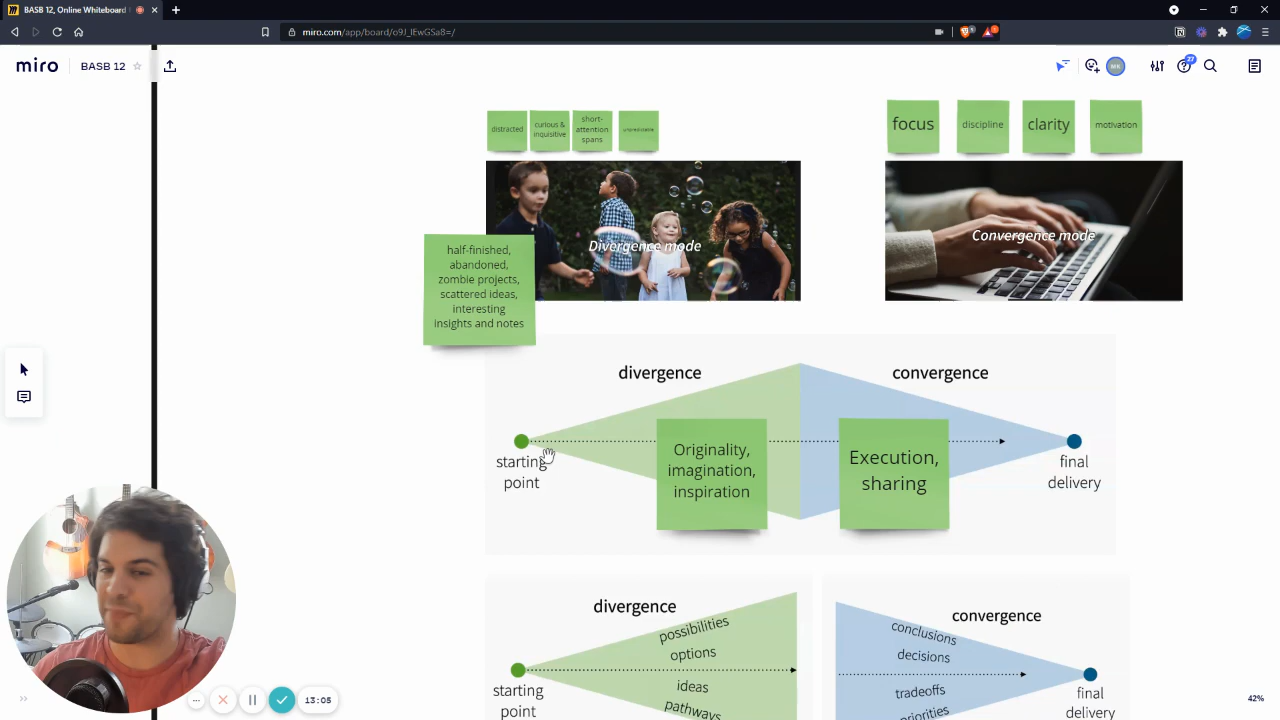 BASB 12, Online Whiteboard
miro.com/app/board/o9J_lEwGSa8=/
miro
BASB 12
27
distracted
curious &
inquisitive
short-
attention
spans
focus
discipline
clarity
motivation
Divergence mode
Convergence mode
half-finished,
abandoned,
zombie projects,
scattered ideas,
interesting
insights and notes
divergence
convergence
Originality,
imagination,
inspiration
Execution,
sharing
starting
point
final
delivery
divergence
possibilities
options
ideas
pathways
starting
point
convergence
conclusions
decisions
tradeoffs
priorities
final
delivery
13:05
42%